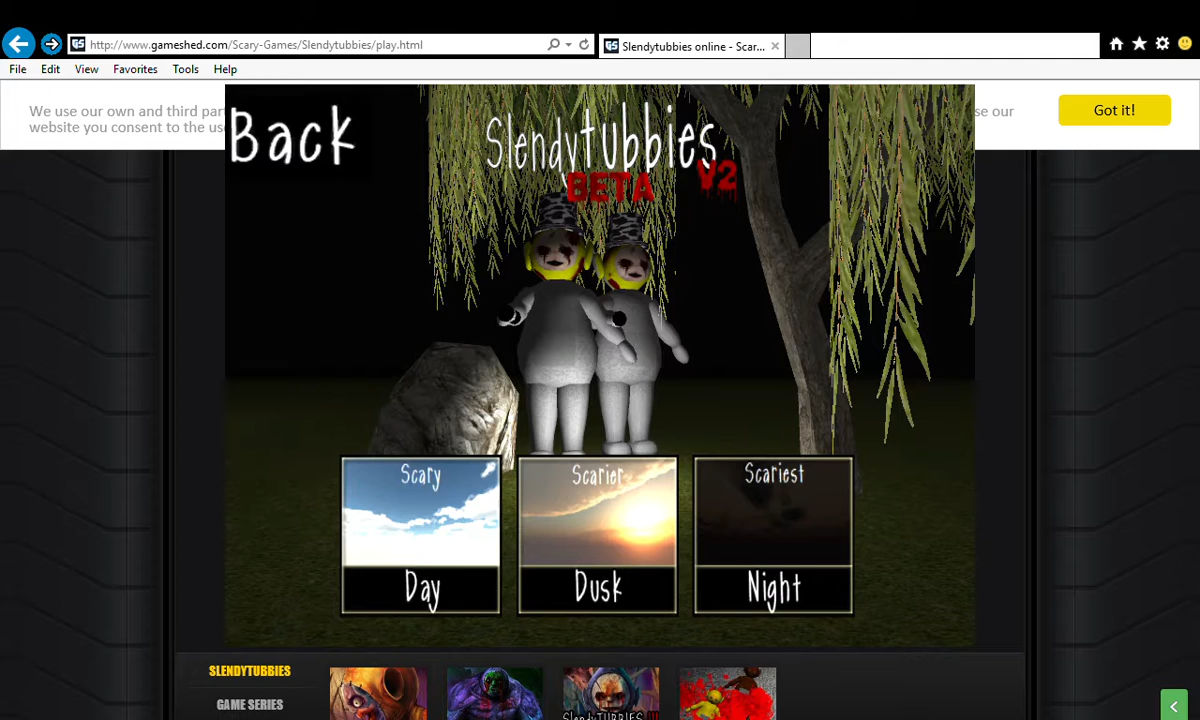 http://www.gameshed.com/Scary-Games/Slendytubbies/play.html
Slendytubbies online - Scar...
File Edit View Favorites Tools Help
We use our own and third par
se our
website you consent to the us
Got it!
Back
Slendytubbies
BETA V2
Scary
Day
Scarier
Dusk
Scariest
Night
SLENDYTUBBIES
GAME SERIES
SLENDYTUBBIES III